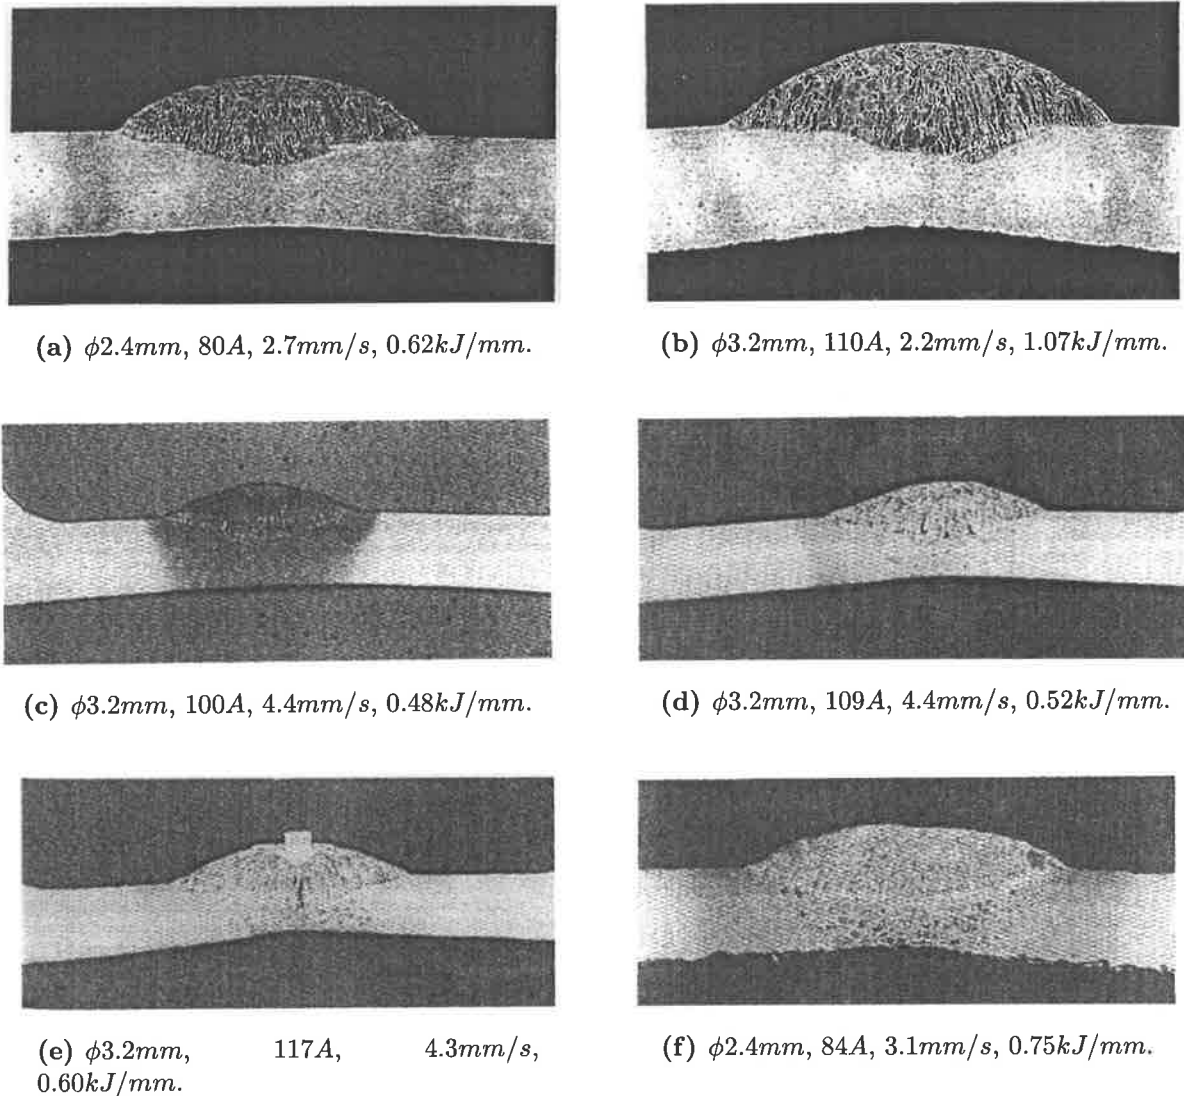 (a) ϕ2.4mm, 80A, 2.7mm/s, 0.62kJ/mm.
(b) ϕ3.2mm, 110A, 2.2mm/s, 1.07kJ/mm.
(c) ϕ3.2mm, 100A, 4.4mm/s, 0.48kJ/mm.
(d) ϕ3.2mm, 109A, 4.4mm/s, 0.52kJ/mm.
(e) ϕ3.2mm, 117A, 4.3mm/s,
0.60kJ/mm.
(f) ϕ2.4mm, 84A, 3.1mm/s, 0.75kJ/mm.